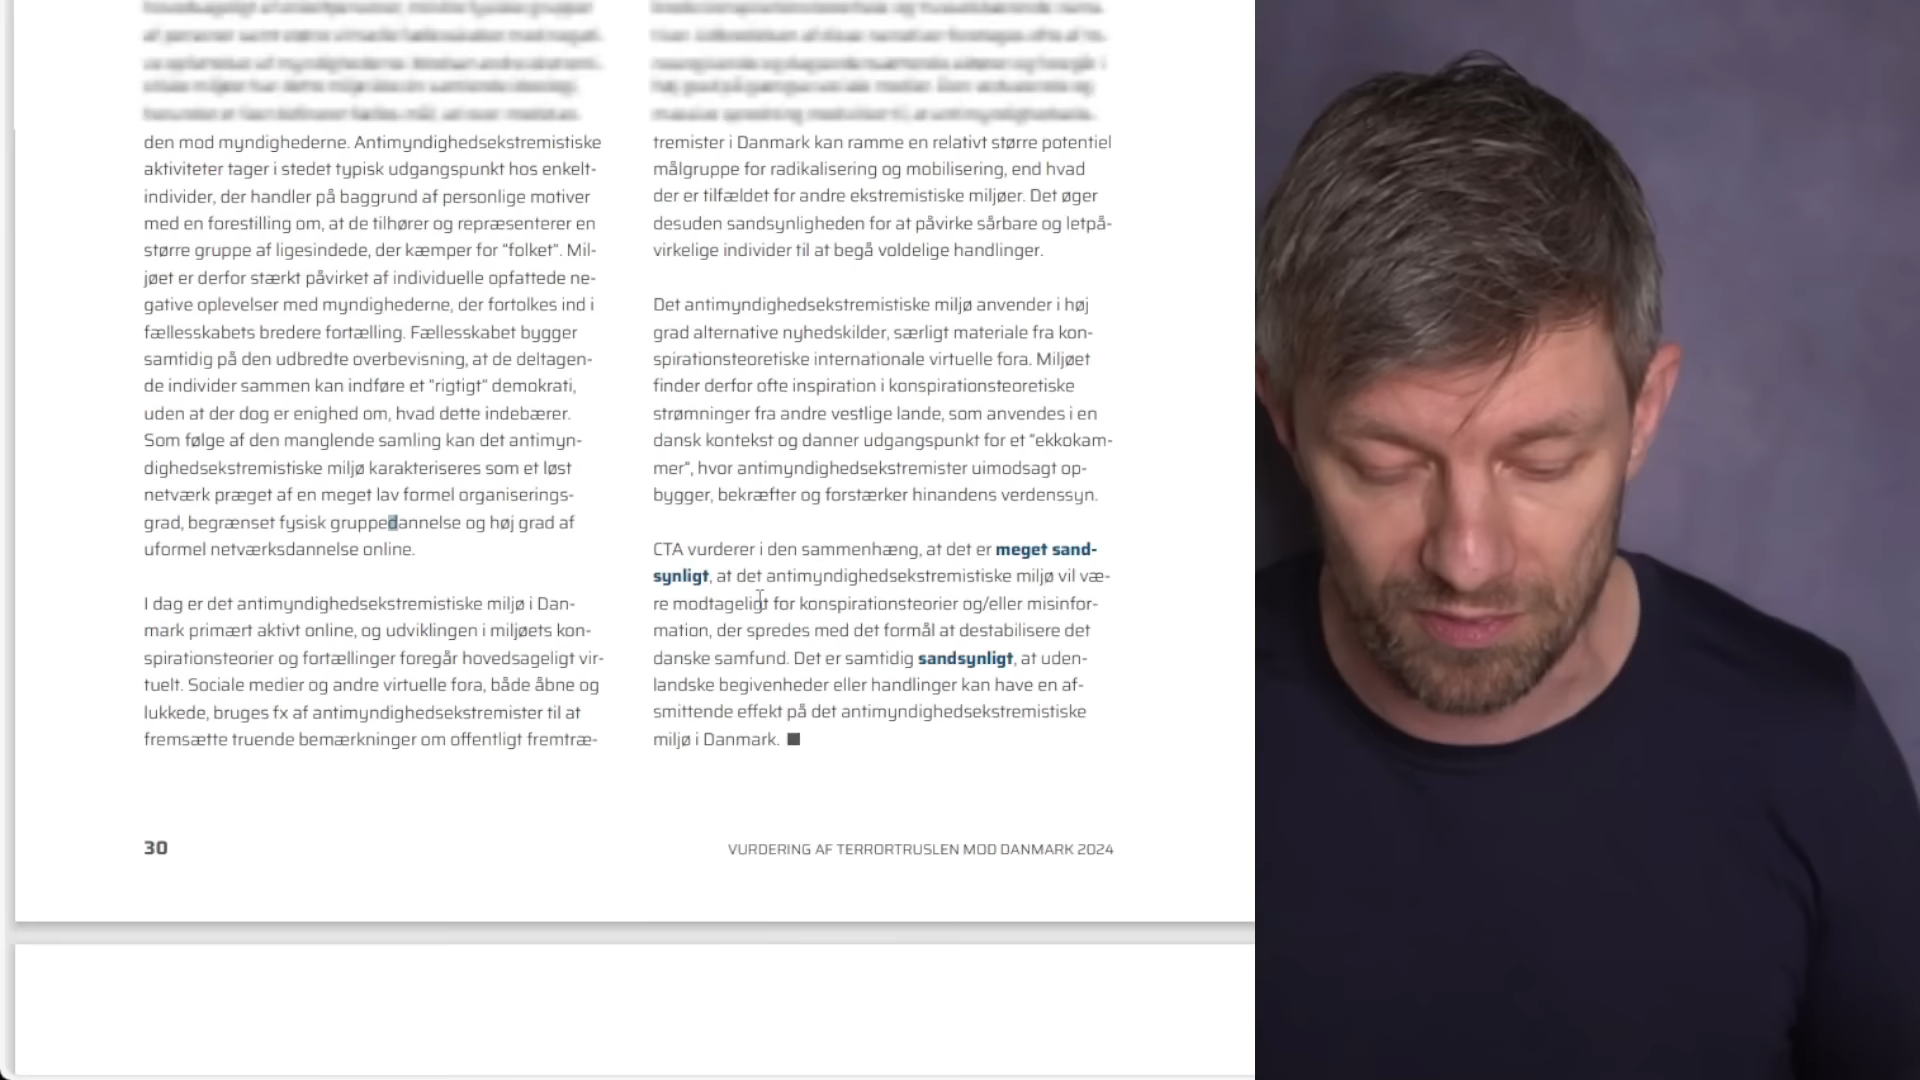 den mod myndighederne. Antimyndighedsekstremistiske
aktiviteter tager i stedet typisk udgangspunkt hos enkelt-
individer, der handler på baggrund af personlige motiver
med en forestilling om, at de tilhører og repræsenterer en
større gruppe af ligesindede, der kæmper for "folket". Mil-
jøet er derfor stærkt påvirket af individuelle opfattede ne-
gative oplevelser med myndighederne, der fortolkes ind i
fællesskabets bredere fortælling. Fællesskabet bygger
samtidig på den udbredte overbevisning, at de deltagen-
de individer sammen kan indføre et "rigtigt" demokrati,
uden at der dog er enighed om, hvad dette indebærer.
Som følge af den manglende samling kan det antimyn-
dighedsekstremistiske miljø karakteriseres som et løst
netværk præget af en meget lav formel organiserings-
grad, begrænset fysisk gruppedannelse og høj grad af
uformel netværksdannelse online.
I dag er det antimyndighedsekstremistiske miljø i Dan-
mark primært aktivt online, og udviklingen i miljøets kon-
spirationsteorier og fortællinger foregår hovedsageligt vir-
tuelt. Sociale medier og andre virtuelle fora, både åbne og
lukkede, bruges fx af antimyndighedsekstremister til at
fremsætte truende bemærkninger om offentligt fremtræ-
tremister i Danmark kan ramme en relativt større potentiel
målgruppe for radikalisering og mobilisering, end hvad
der er tilfældet for andre ekstremistiske miljøer. Det øger
desuden sandsynligheden for at påvirke sårbare og letpå-
virkelige individer til at begå voldelige handlinger.
Det antimyndighedsekstremistiske miljø anvender i høj
grad alternative nyhedskilder, særligt materiale fra kon-
spirationsteoretiske internationale virtuelle fora. Miljøet
finder derfor ofte inspiration i konspirationsteoretiske
strømninger fra andre vestlige lande, som anvendes i en
dansk kontekst og danner udgangspunkt for et "ekkokam-
mer", hvor antimyndighedsekstremister uimodsagt op-
bygger, bekræfter og forstærker hinandens verdenssyn.
CTA vurderer i den sammenhæng, at det er meget sand-
synligt, at det antimyndighedsekstremistiske miljø vil væ-
re modtageligt for konspirationsteorier og/eller misinfor-
mation, der spredes med det formål at destabilisere det
danske samfund. Det er samtidig sandsynligt, at uden-
landske begivenheder eller handlinger kan have en af-
smittende effekt på det antimyndighedsekstremistiske
miljø i Danmark. ■
30
VURDERING AF TERRORTRUSLEN MOD DANMARK 2024